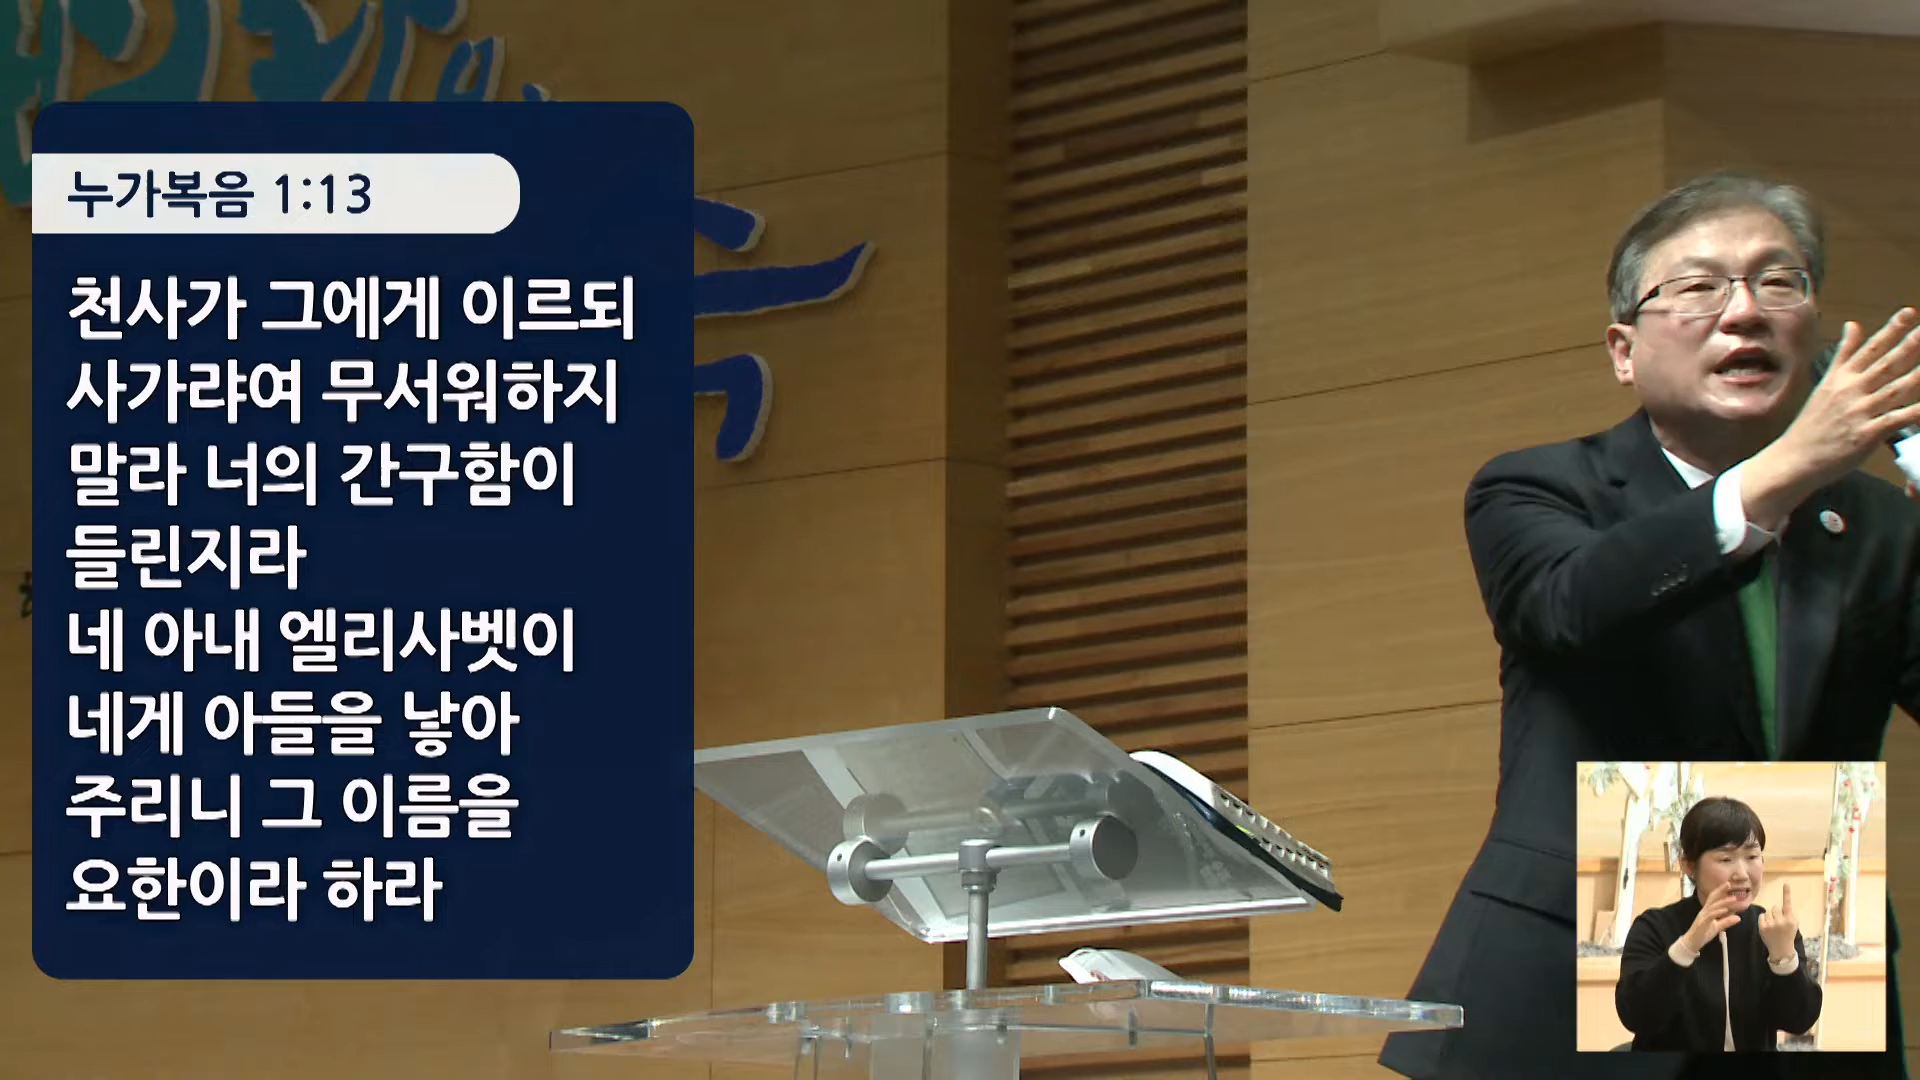 누가복음 1:13
천사가 그에게 이르되
사가랴여 무서워하지
말라 너의 간구함이
들린지라
네 아내 엘리사벳이
네게 아들을 낳아
주리니 그 이름을
요한이라 하라